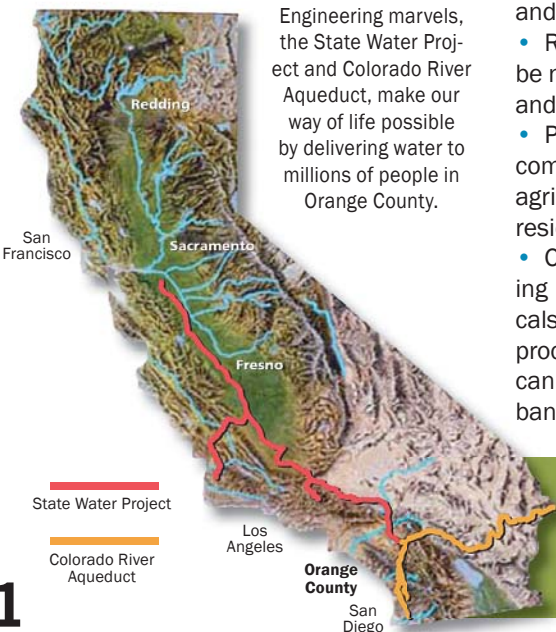 Engineering marvels,
the State Water Proj-
ect and Colorado River
Aqueduct, make our
way of life possible
by delivering water to
millions of people in
Orange County.
and
• R
be n
and
• P
com
agri
resi
• C
ing
cals
proc
can
ban
Redding
San
Francisco
Sacramento
Fresno
State Water Project
Colorado River
Aqueduct
Los
Angeles
Orange
County
San
Diego
1